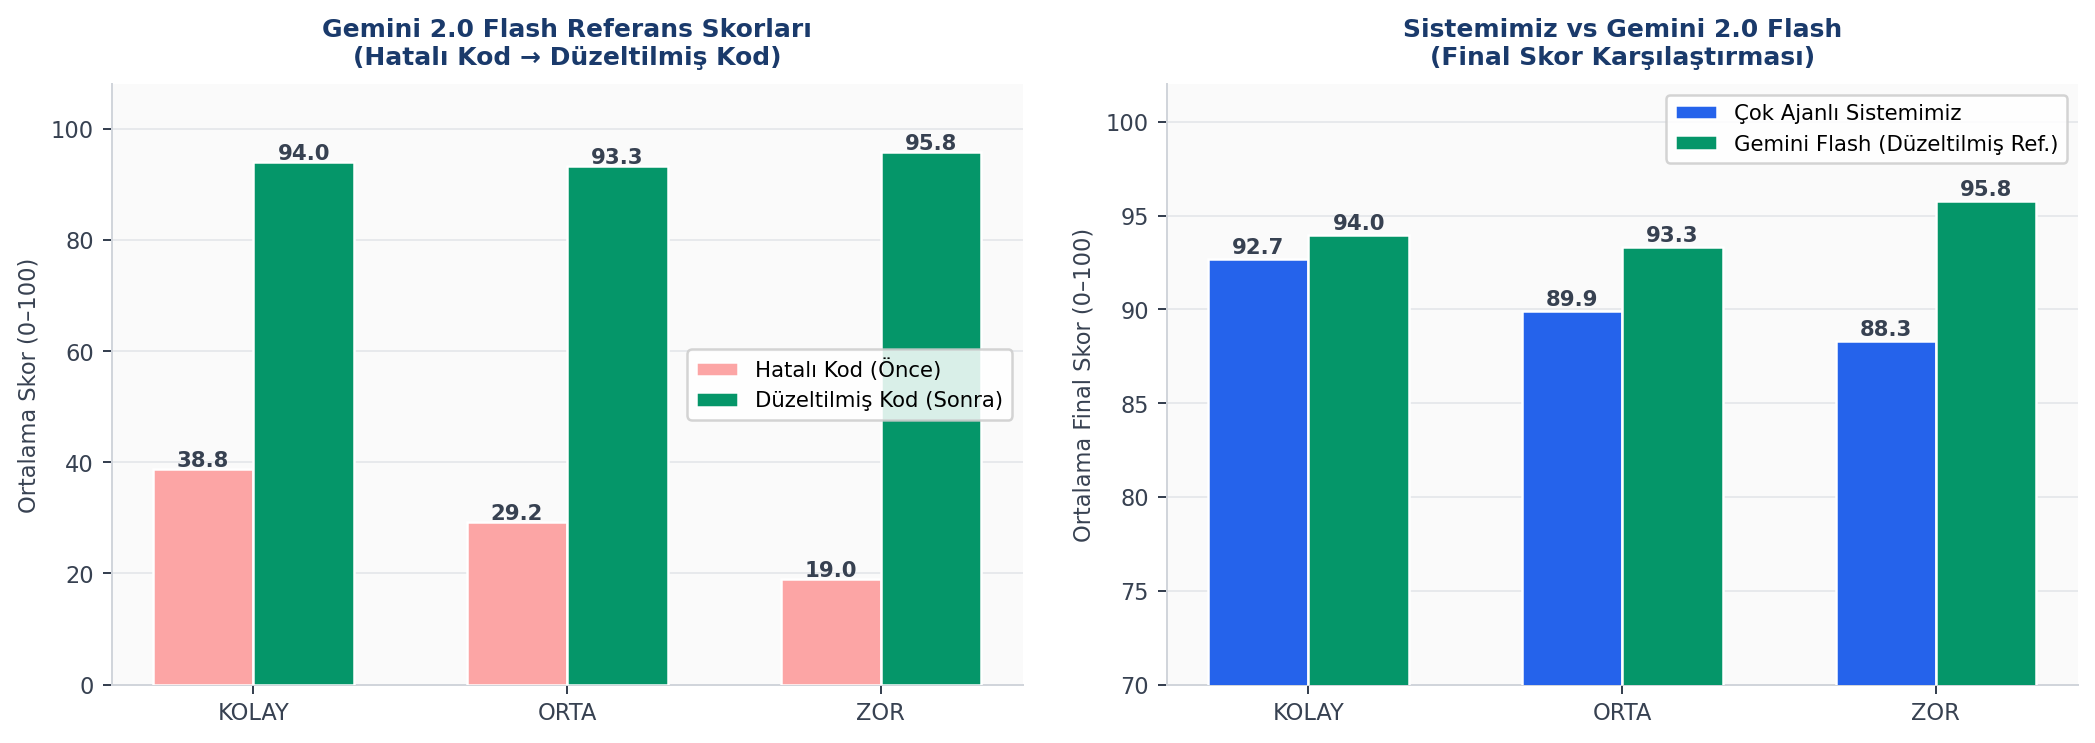 Gemini 2.0 Flash Referans Skorları
(Hatalı Kod → Düzeltilmiş Kod)
Ortalama Skor (0–100)
100
80
60
40
20
0
38.8
94.0
29.2
93.3
19.0
95.8
Hatalı Kod (Önce)
Düzeltilmiş Kod (Sonra)
KOLAY
ORTA
ZOR
Sistemimiz vs Gemini 2.0 Flash
(Final Skor Karşılaştırması)
Ortalama Final Skor (0–100)
100
95
90
85
80
75
70
Çok Ajanlı Sistemimiz
Gemini Flash (Düzeltilmiş Ref.)
92.7
94.0
89.9
93.3
88.3
95.8
KOLAY
ORTA
ZOR